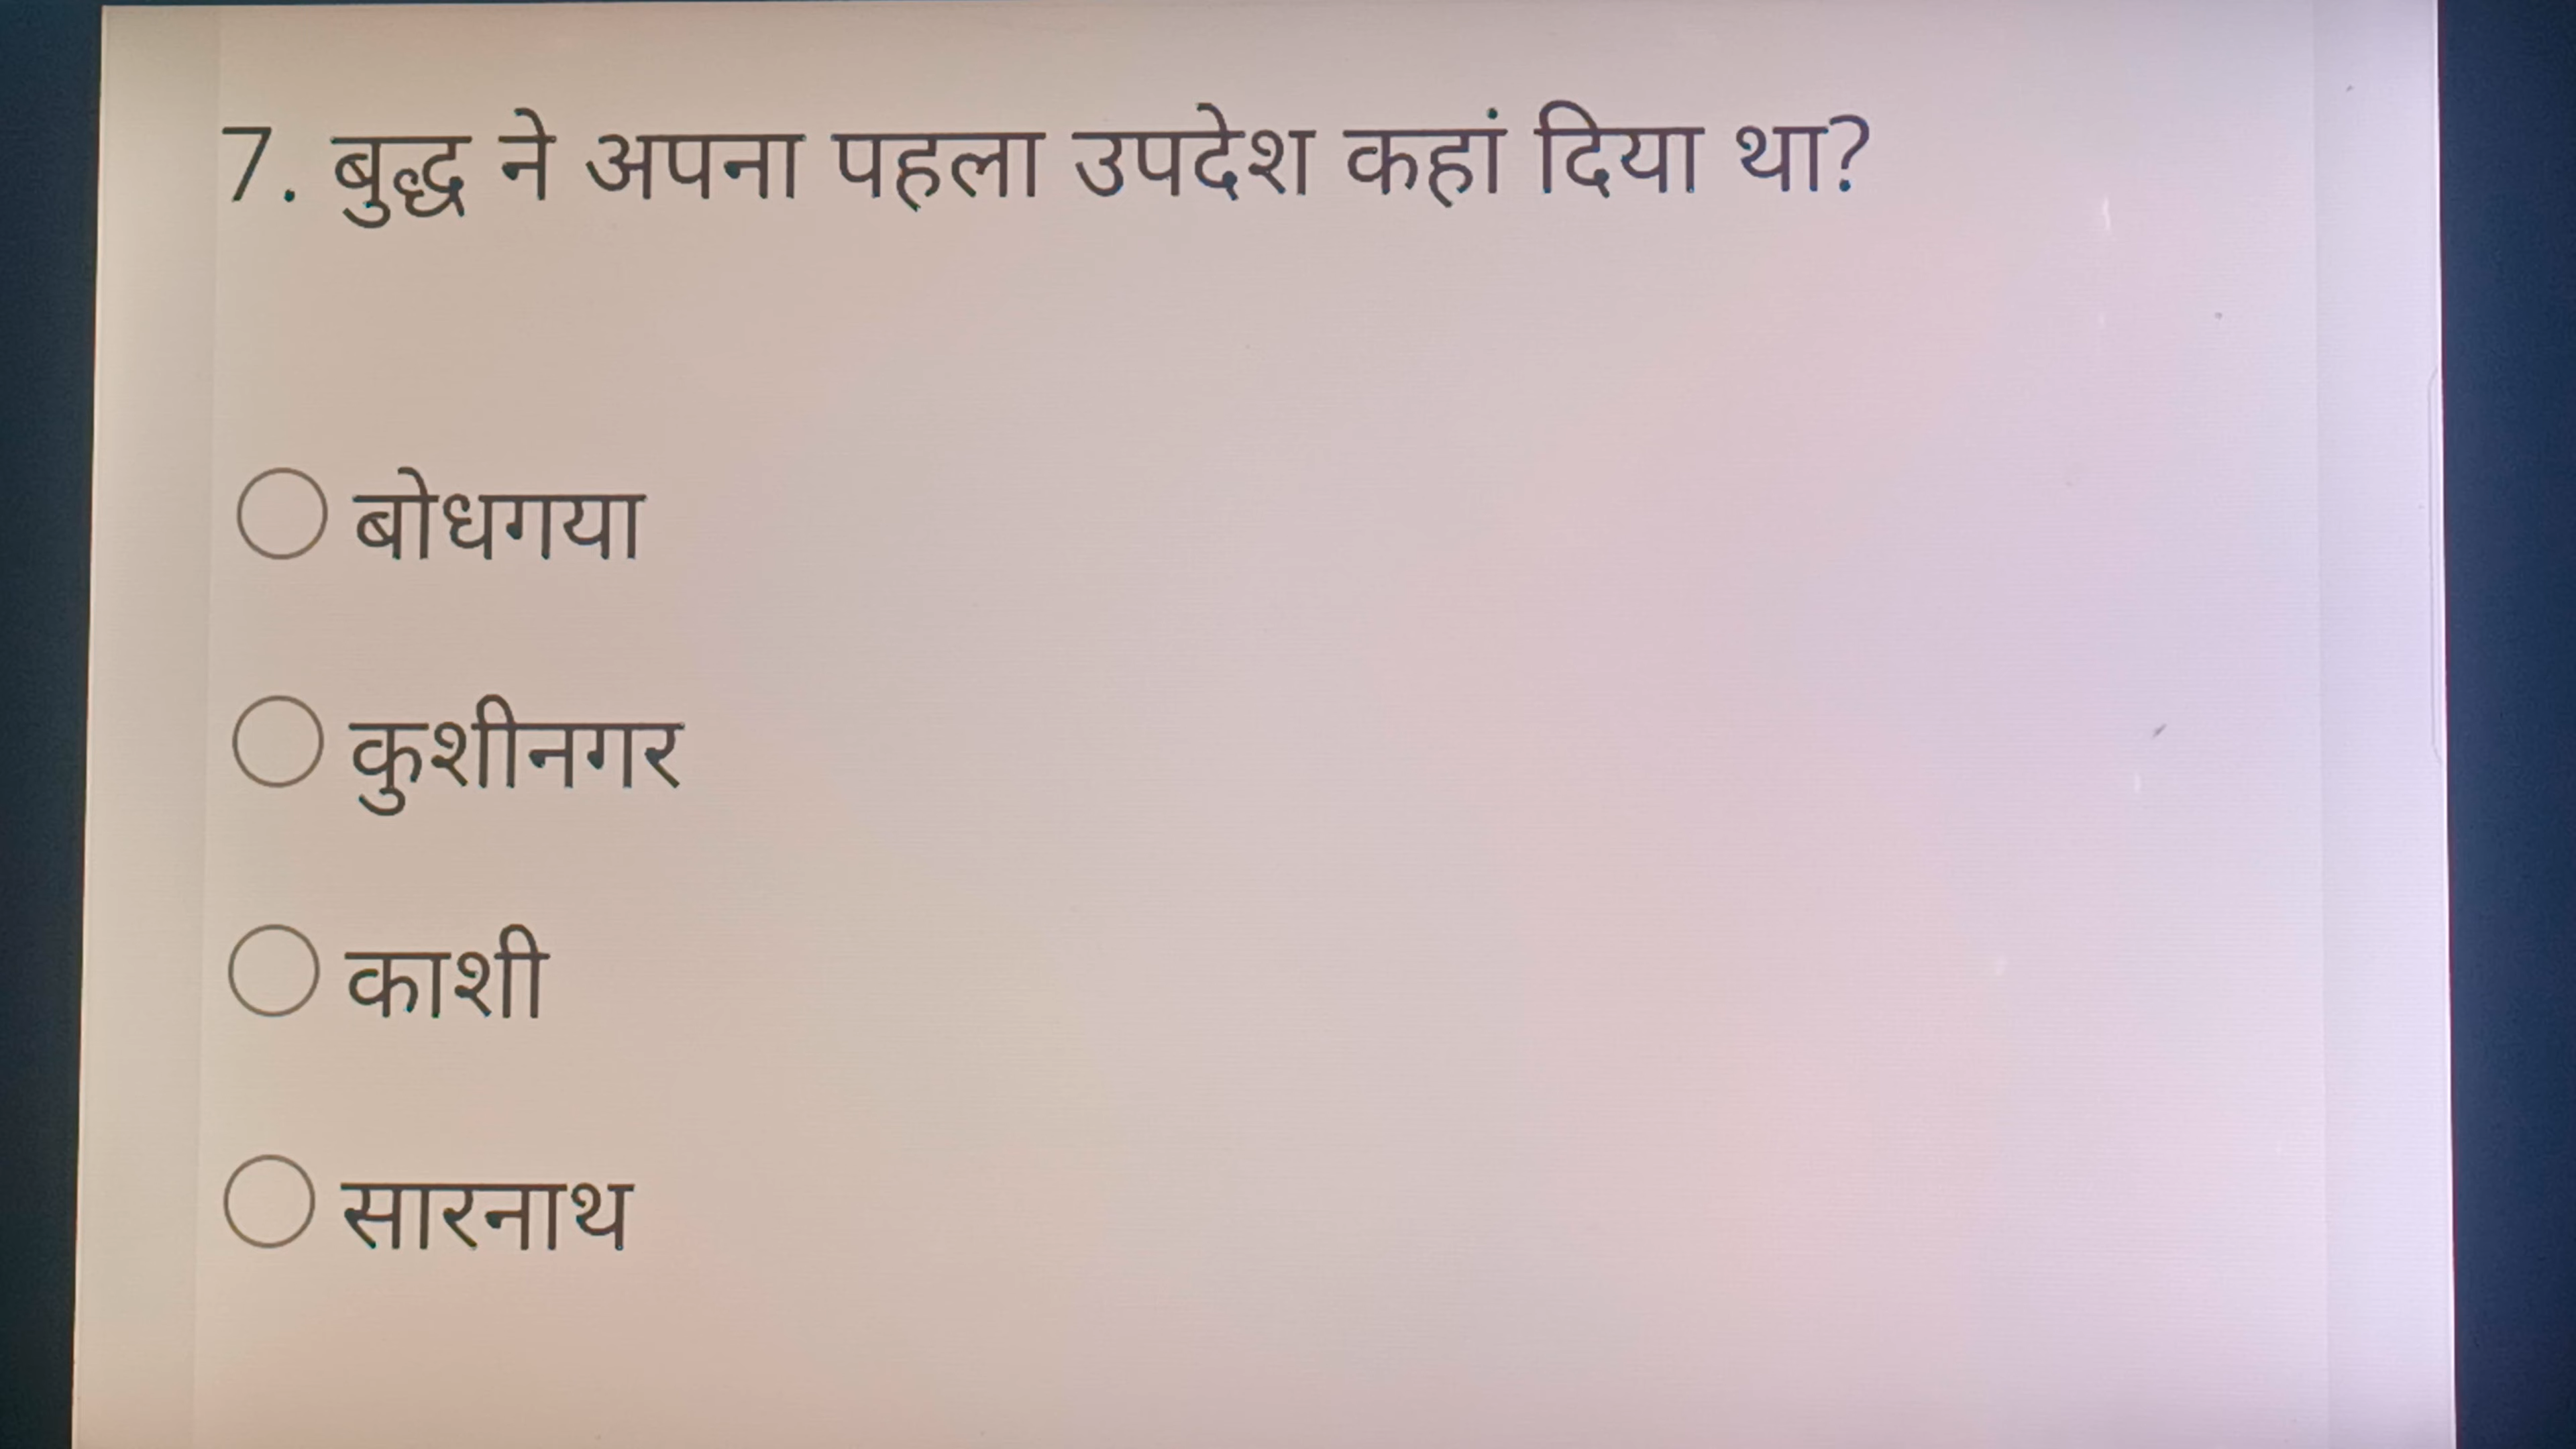 7. बुद्ध ने अपना पहला उपदेश कहां दिया था?
बोधगया
कुशीनगर
काशी
सारनाथ